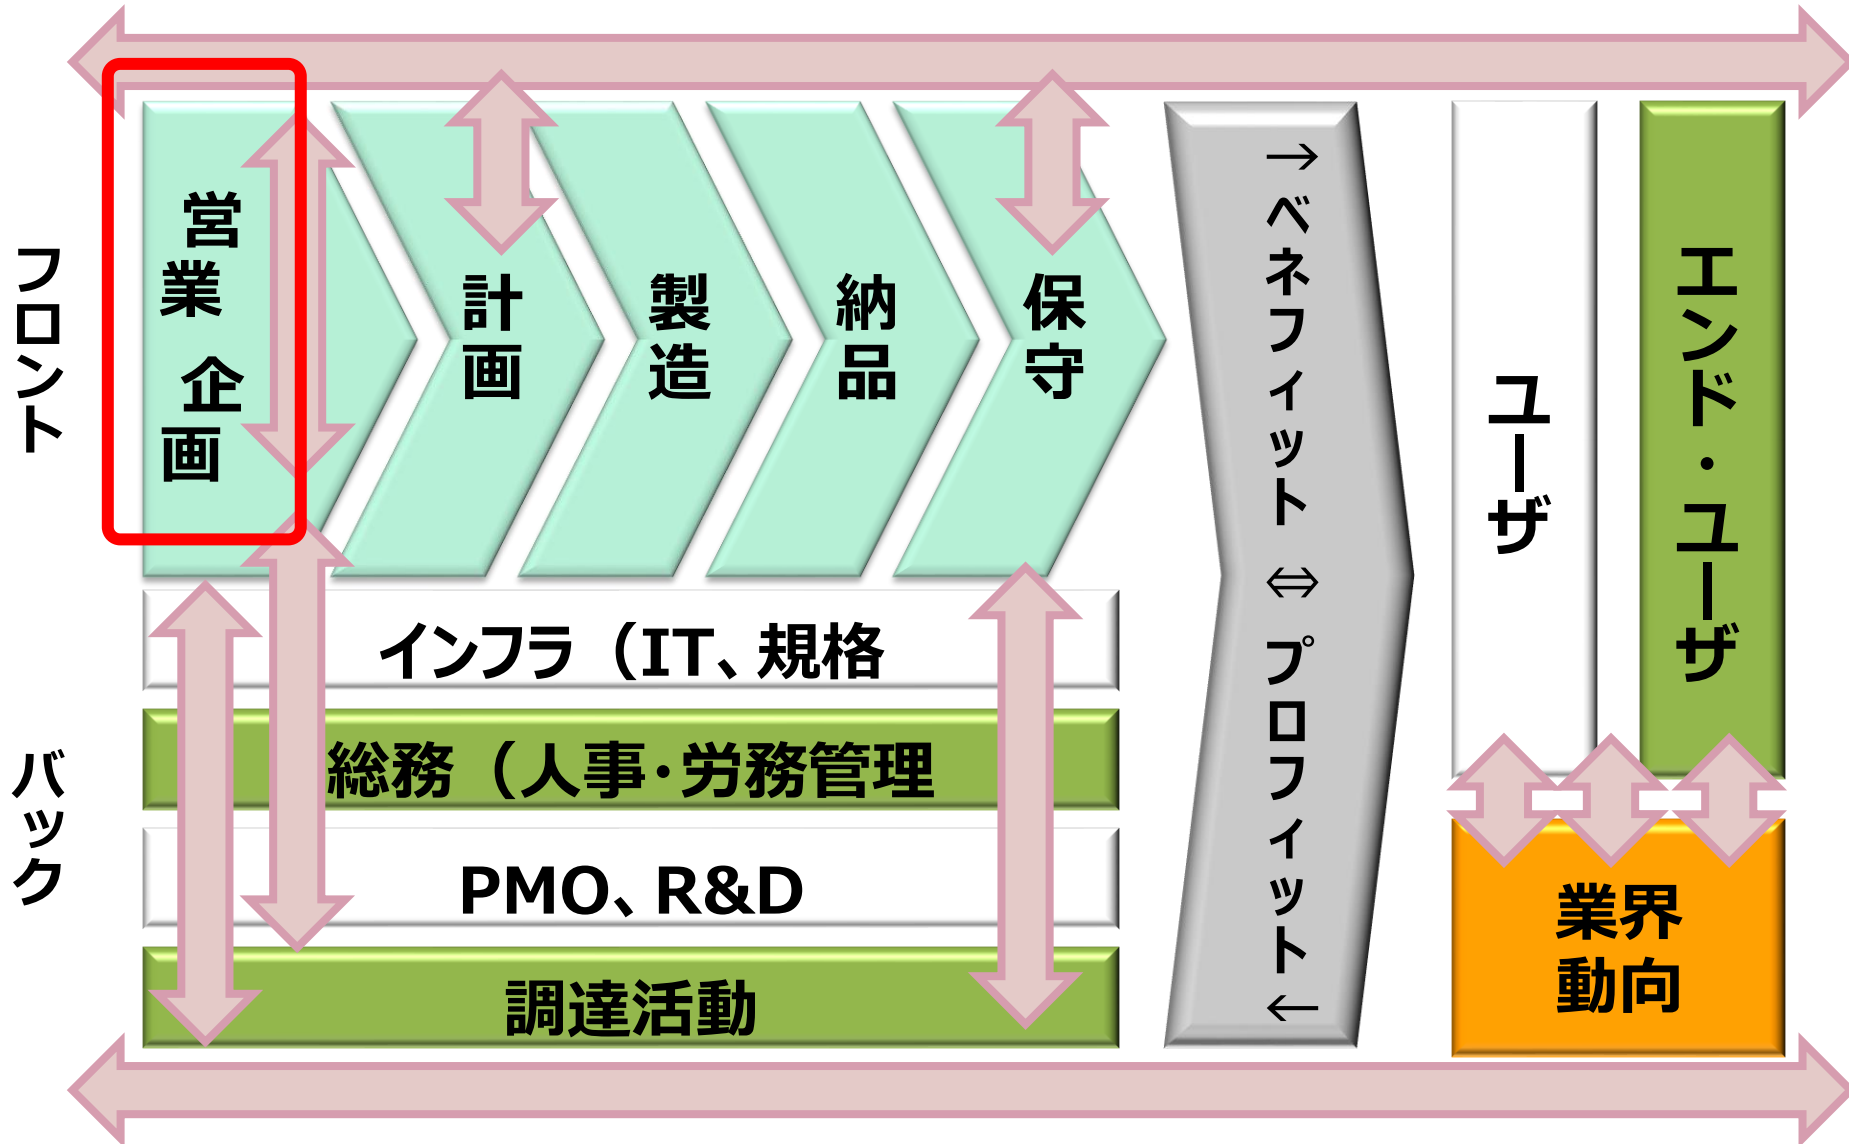 フロント
営業 企画
計画
製造
納品
保守
バック
インフラ（IT、規格
総務（人事・労務管理
PMO、R&D
調達活動
→ ベネフィット ⇔ プロフィット ←
ユーザ
エンド・ユーザ
業界
動向